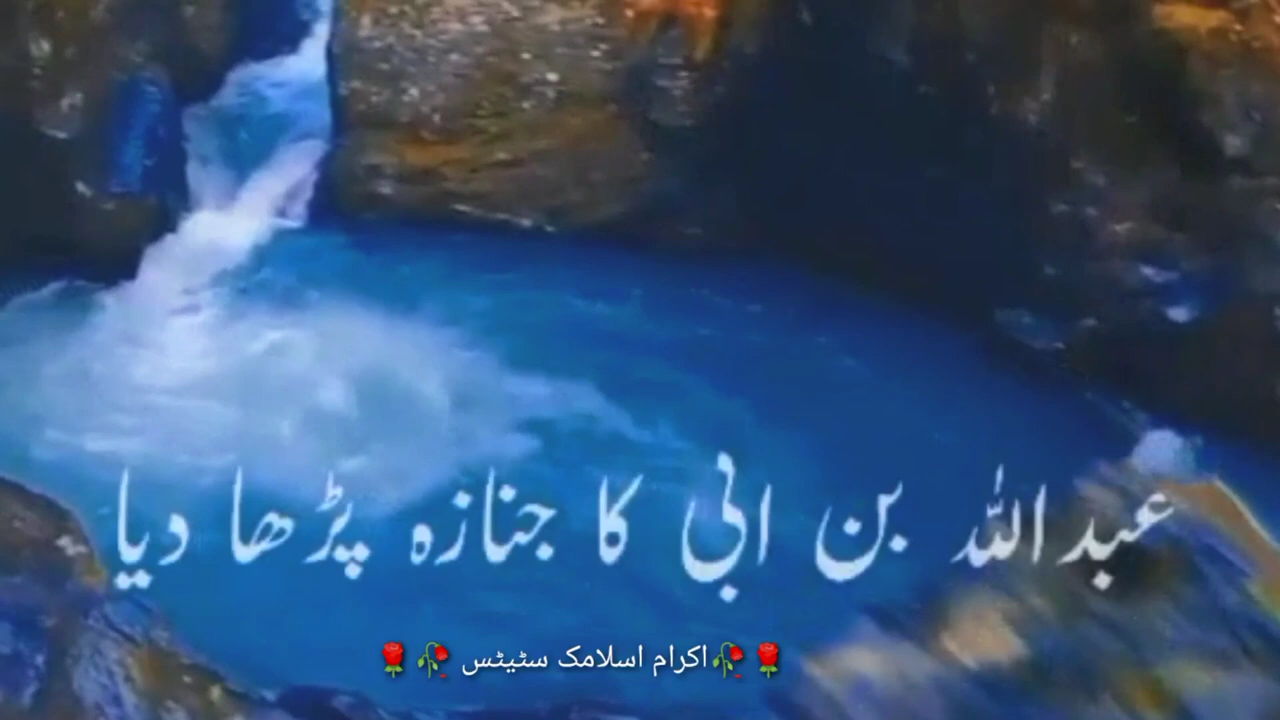 عبداللہ بن ابی کا جنازہ پڑھا دیا
🌹🥀اکرام اسلامک سٹیٹس 🥀🌹